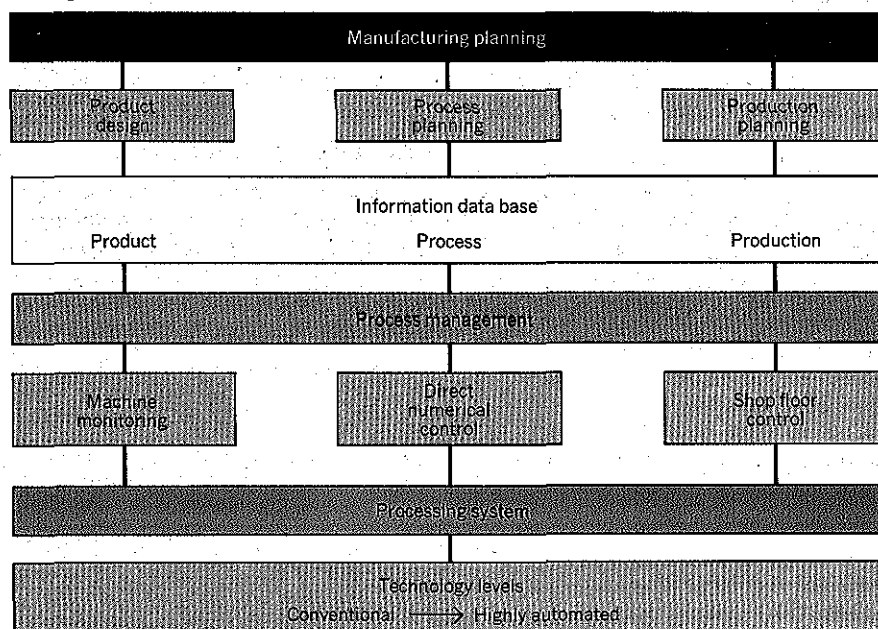 Manufacturing planning
Product design
Process planning
Production planning
Information data base
Product Process Production
Process management
Machine monitoring
Direct numerical control
Shop floor control
Processing system
Technology levels
Conventional ⟶ Highly automated